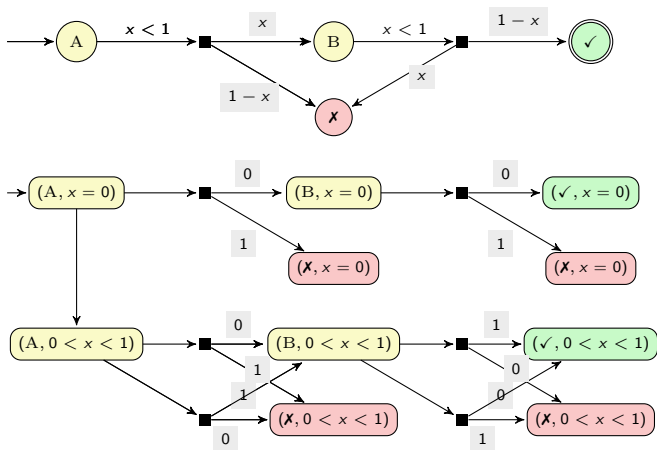 x < 1 x x < 1 1 − x
A B ✓
1 − x x
✗
0 0
(A, x = 0) (B, x = 0) (✓, x = 0)
1 1
(✗, x = 0) (✗, x = 0)
0 1
(A, 0 < x < 1) (B, 0 < x < 1) (✓, 0 < x < 1)
1 0
1 0
(✗, 0 < x < 1) (✗, 0 < x < 1)
0 1